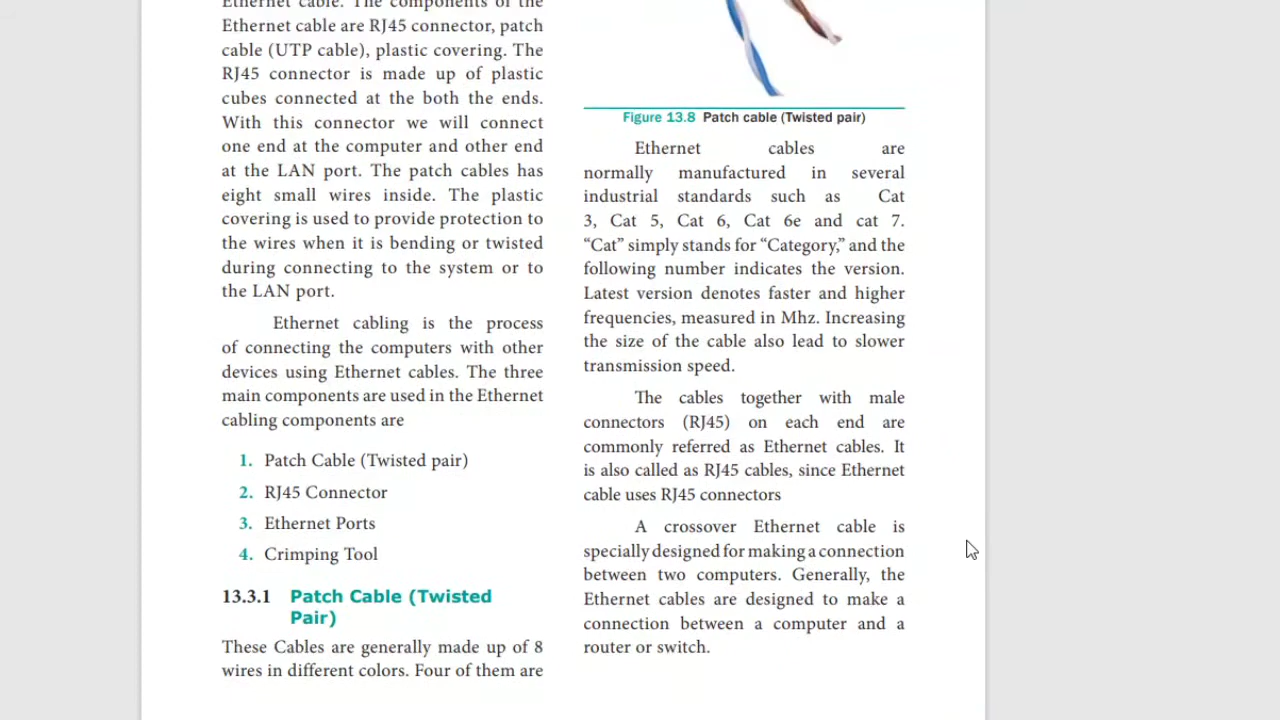 Ethernet cable. The components of the
Ethernet cable are RJ45 connector, patch
cable (UTP cable), plastic covering. The
RJ45 connector is made up of plastic
cubes connected at the both the ends.
With this connector we will connect
one end at the computer and other end
at the LAN port. The patch cables has
eight small wires inside. The plastic
covering is used to provide protection to
the wires when it is bending or twisted
during connecting to the system or to
the LAN port.
Ethernet cabling is the process
of connecting the computers with other
devices using Ethernet cables. The three
main components are used in the Ethernet
cabling components are
1. Patch Cable (Twisted pair)
2. RJ45 Connector
3. Ethernet Ports
4. Crimping Tool
13.3.1 Patch Cable (Twisted
Pair)
These Cables are generally made up of 8
wires in different colors. Four of them are
Figure 13.8 Patch cable (Twisted pair)
Ethernet cables are
normally manufactured in several
industrial standards such as Cat
3, Cat 5, Cat 6, Cat 6e and cat 7.
“Cat” simply stands for “Category,” and the
following number indicates the version.
Latest version denotes faster and higher
frequencies, measured in Mhz. Increasing
the size of the cable also lead to slower
transmission speed.
The cables together with male
connectors (RJ45) on each end are
commonly referred as Ethernet cables. It
is also called as RJ45 cables, since Ethernet
cable uses RJ45 connectors
A crossover Ethernet cable is
specially designed for making a connection
between two computers. Generally, the
Ethernet cables are designed to make a
connection between a computer and a
router or switch.